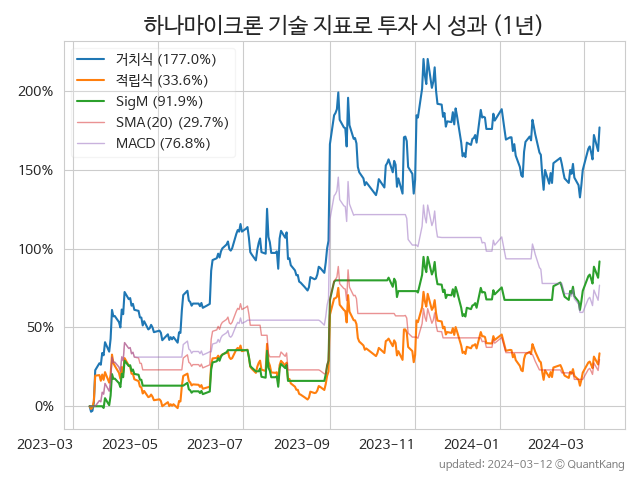 하나마이크론 기술 지표로 투자 시 성과 (1년)
거치식 (177.0%)
적립식 (33.6%)
SigM (91.9%)
SMA(20) (29.7%)
MACD (76.8%)
200%
150%
100%
50%
0%
2023-03 2023-05 2023-07 2023-09 2023-11 2024-01 2024-03
updated: 2024-03-12 © QuantKang